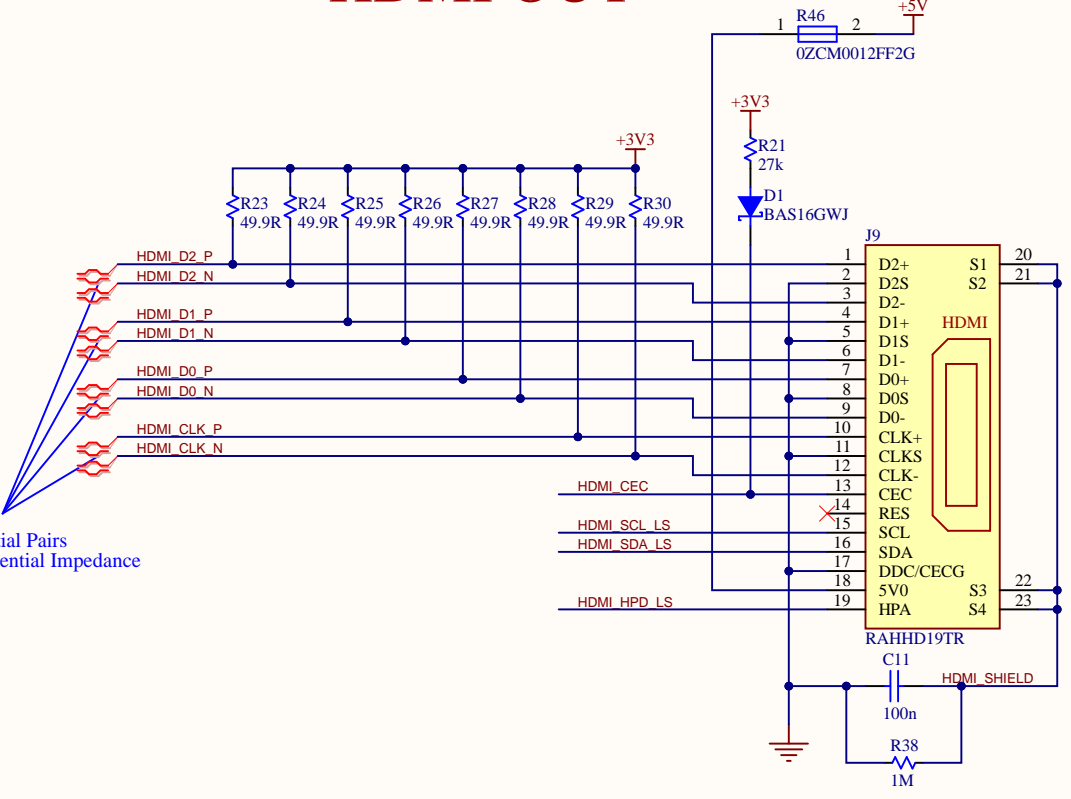 +5V
R46
1 2
0ZCM0012FF2G
+3V3
R21
27k
D1
BAS16GWJ
+3V3
R23 R24 R25 R26 R27 R28 R29 R30
49.9R 49.9R 49.9R 49.9R 49.9R 49.9R 49.9R 49.9R
J9
HDMI_D2_P 1 D2+ S1 20
HDMI_D2_N 2 D2S S2 21
3 D2-
HDMI_D1_P 4 D1+ HDMI
HDMI_D1_N 5 D1S
6 D1-
HDMI_D0_P 7 D0+
HDMI_D0_N 8 D0S
9 D0-
HDMI_CLK_P 10 CLK+
HDMI_CLK_N 11 CLKS
12 CLK-
HDMI_CEC 13 CEC
14 RES
HDMI_SCL_LS 15 SCL
HDMI_SDA_LS 16 SDA
17 DDC/CECG
18 5V0 S3 22
HDMI_HPD_LS 19 HPA S4 23
ial Pairs
ential Impedance
RAHHD19TR
C11
HDMI_SHIELD
100n
R38
1M